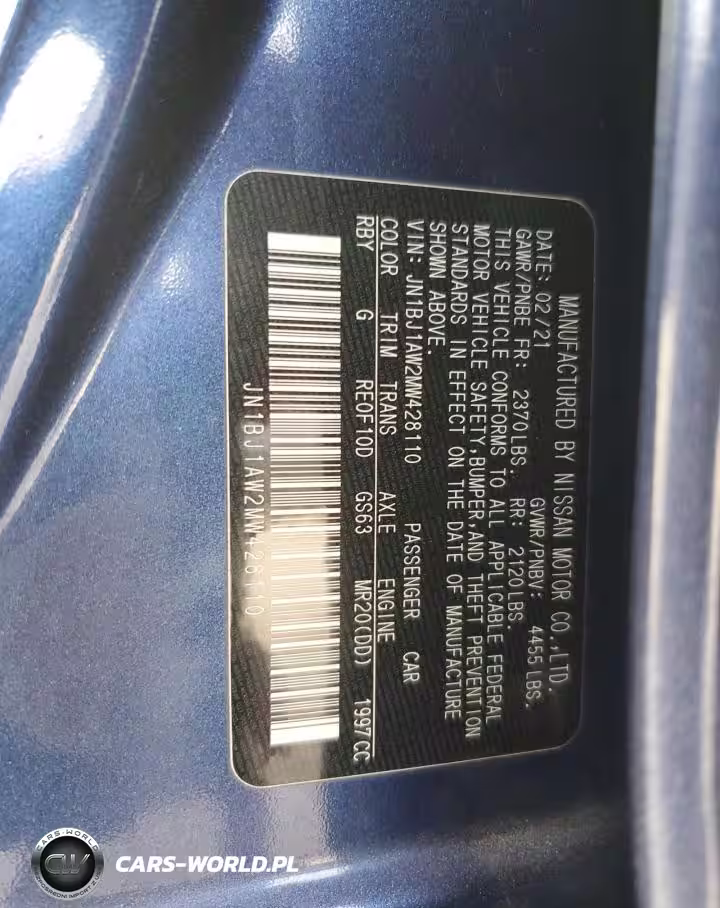 MANUFACTURED BY NISSAN MOTOR CO.,LTD.
DATE: 02/21 GVWR/PNBV: 4455 LBS.
GAWR/PNBE FR: 2370LBS. RR: 2120LBS.
THIS VEHICLE CONFORMS TO ALL APPLICABLE FEDERAL
MOTOR VEHICLE SAFETY,BUMPER,AND THEFT PREVENTION
STANDARDS IN EFFECT ON THE DATE OF MANUFACTURE
SHOWN ABOVE.
VIN: JN1BJ1AW2MW428110 PASSENGER CAR
COLOR TRIM TRANS AXLE ENGINE
RBY G RE0F10D GS63 MR20(DD) 1997CC
JN1BJ1AW2MW428110
CARS-WORLD
CW
CARS-WORLD.PL